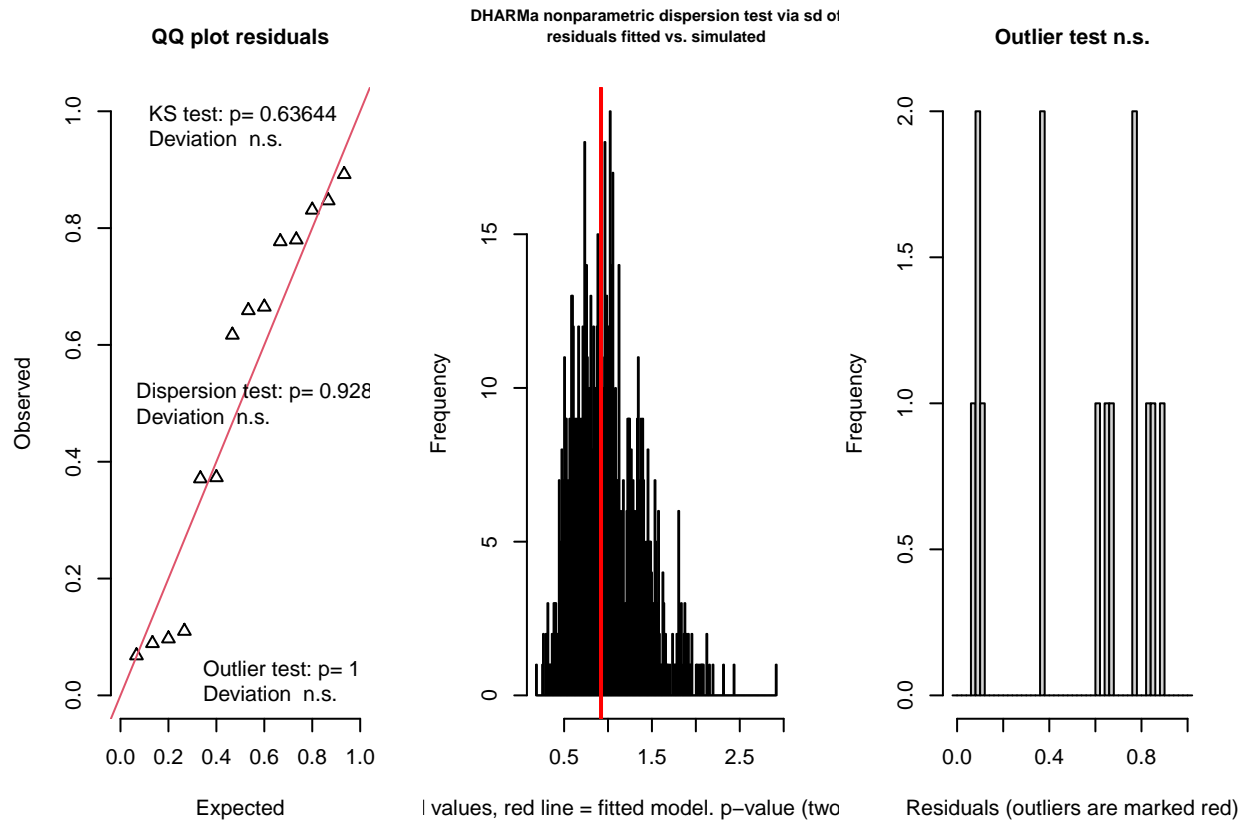 QQ plot residuals
KS test: p= 0.63644
Deviation  n.s.
Dispersion test: p= 0.928
Deviation  n.s.
Outlier test: p= 1
Deviation  n.s.
Observed
0.0 0.2 0.4 0.6 0.8 1.0
0.0 0.2 0.4 0.6 0.8 1.0
Expected
DHARMa nonparametric dispersion test via sd of
residuals fitted vs. simulated
Frequency
0 5 10 15
0.5 1.5 2.5
values, red line = fitted model. p−value (two
Outlier test n.s.
Frequency
0.0 0.5 1.0 1.5 2.0
0.0 0.4 0.8
Residuals (outliers are marked red)